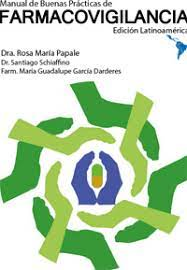 Manual de Buenas Prácticas de
FARMACOVIGILANCIA
Edición Latinoamérica
Dra. Rosa María Papale
Dr. Santiago Schiaffino
Farm. María Guadalupe García Darderes